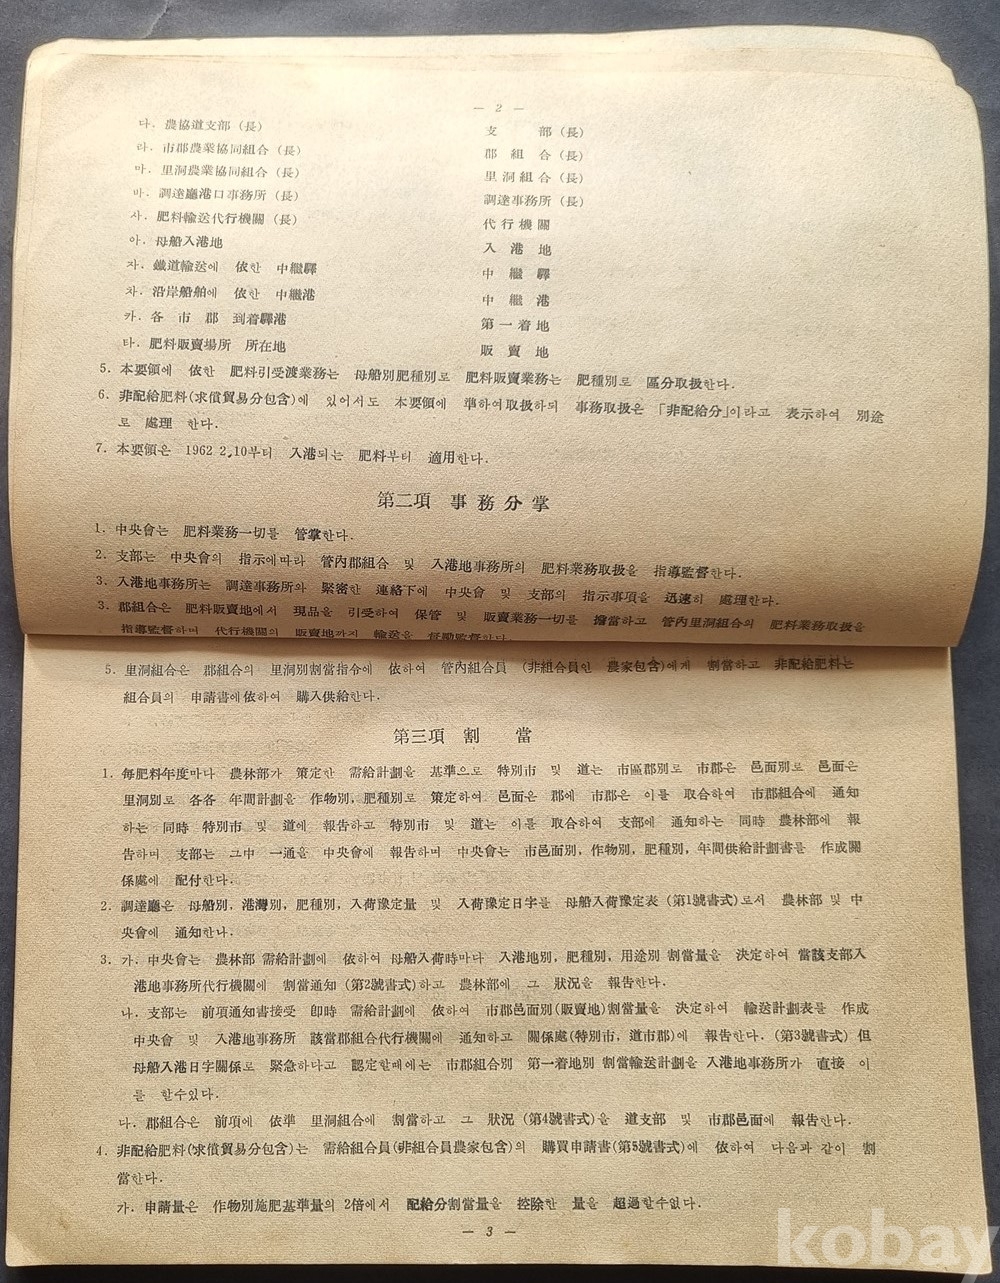 — 2 —
다. 農協道支部 (長) 支 部 (長)
라. 市郡農業協同組合 (長) 郡 組 合 (長)
마. 里洞農業協同組合 (長) 里 洞 組 合 (長)
바. 調達廳港口事務所 (長) 調達事務所 (長)
사. 肥料輸送代行機關 (長) 代 行 機 關
아. 母船入港地 入 港 地
자. 鐵道輸送에 依한 中繼驛 中 繼 驛
차. 沿岸船舶에 依한 中繼港 中 繼 港
카. 各 市 郡 到着驛港 第 一 着 地
타. 肥料販賣場所 所在地 販 賣 地
5. 本要領에 依한 肥料引受渡業務는 母船別肥種別로 肥料販賣業務는 肥種別로 區分取扱한다.
6. 非配給肥料(求償貿易分包含)에 있어서도 本要領에 準하여取扱하되 事務取扱은 「非配給分」이라고 表示하여 別途
로 處理 한다.
7. 本要領은 1962 2.10부터 入港되는 肥料부터 適用한다.
第二項 事 務 分 掌
1. 中央會는 肥料業務一切를 管掌한다.
2. 支部는 中央會의 指示에따라 管內郡組合 및 入港地事務所의 肥料業務取扱을 指導監督한다.
3. 入港地事務所는 調達事務所와 緊密한 連絡下에 中央會 및 支部의 指示事項을 迅速히 處理한다.
3. 郡組合은 肥料販賣地에서 現品을 引受하여 保管 및 販賣業務一切를 擔當하고 管內里洞組合의 肥料業務取扱을
指導監督하며 代行機關의 販賣地까지 輸送을 督勵監督한다.
5. 里洞組合은 郡組合의 里洞別割當指令에 依하여 管內組合員 (非組合員인 農家包含)에게 割當하고 非配給肥料는
組合員의 申請書에依하여 購入供給한다.
第三項 割 當
1. 每肥料年度마다 農林部가 策定한 需給計劃을 基準으로 特別市 및 道는 市區郡別로 市郡은 邑面別로 邑面은
里洞別로 各各 年間計劃을 作物別, 肥種別로 策定하여 邑面은 郡에 市郡은 이를 取合하여 市郡組合에 通知
하는 同時 特別市 및 道에 報告하고 特別市 및 道는 이를 取合하여 支部에 通知하는 同時 農林部에 報
告하며 支部는 그中 一通을 中央會에 報告하며 中央會는 市邑面別, 作物別, 肥種別, 年間供給計劃書를 作成關
係處에 配付한다.
2. 調達廳은 母船別, 港灣別, 肥種別, 入荷豫定量 및 入荷豫定日字를 母船入荷豫定表 (第1號書式)로서 農林部 및 中
央會에 通知한다.
3. 가. 中央會는 農林部 需給計劃에 依하여 母船入荷時마다 入港地別, 肥種別, 用途別 割當量을 決定하여 當該支部入
港地事務所代行機關에 割當通知 (第2號書式)하고 農林部에 그 狀況을 報告한다.
나. 支部는 前項通知書接受 卽時 需給計劃에 依하여 市郡邑面別(販賣地)割當量을 決定하여 輸送計劃表를 作成
中央會 및 入港地事務所 該當郡組合代行機關에 通知하고 關係處(特別市, 道市郡)에 報告한다. (第3號書式) 但
母船入港日字關係로 緊急하다고 認定할때에는 市郡組合別 第一着地別 割當輸送計劃을 入港地事務所가 直接 이
를 할수있다.
다. 郡組合은 前項에 依準 里洞組合에 割當하고 그 狀況 (第4號書式)을 道支部 및 市郡邑面에 報告한다.
4. 非配給肥料(求償貿易分包含)는 需給組合員(非組合員農家包含)의 購買申請書(第5號書式)에 依하여 다음과 같이 割
當한다.
가. 申請量은 作物別施肥基準量의 2倍에서 配給分割當量을 控除한 量을 超過할수없다.
— 3 —
kobay